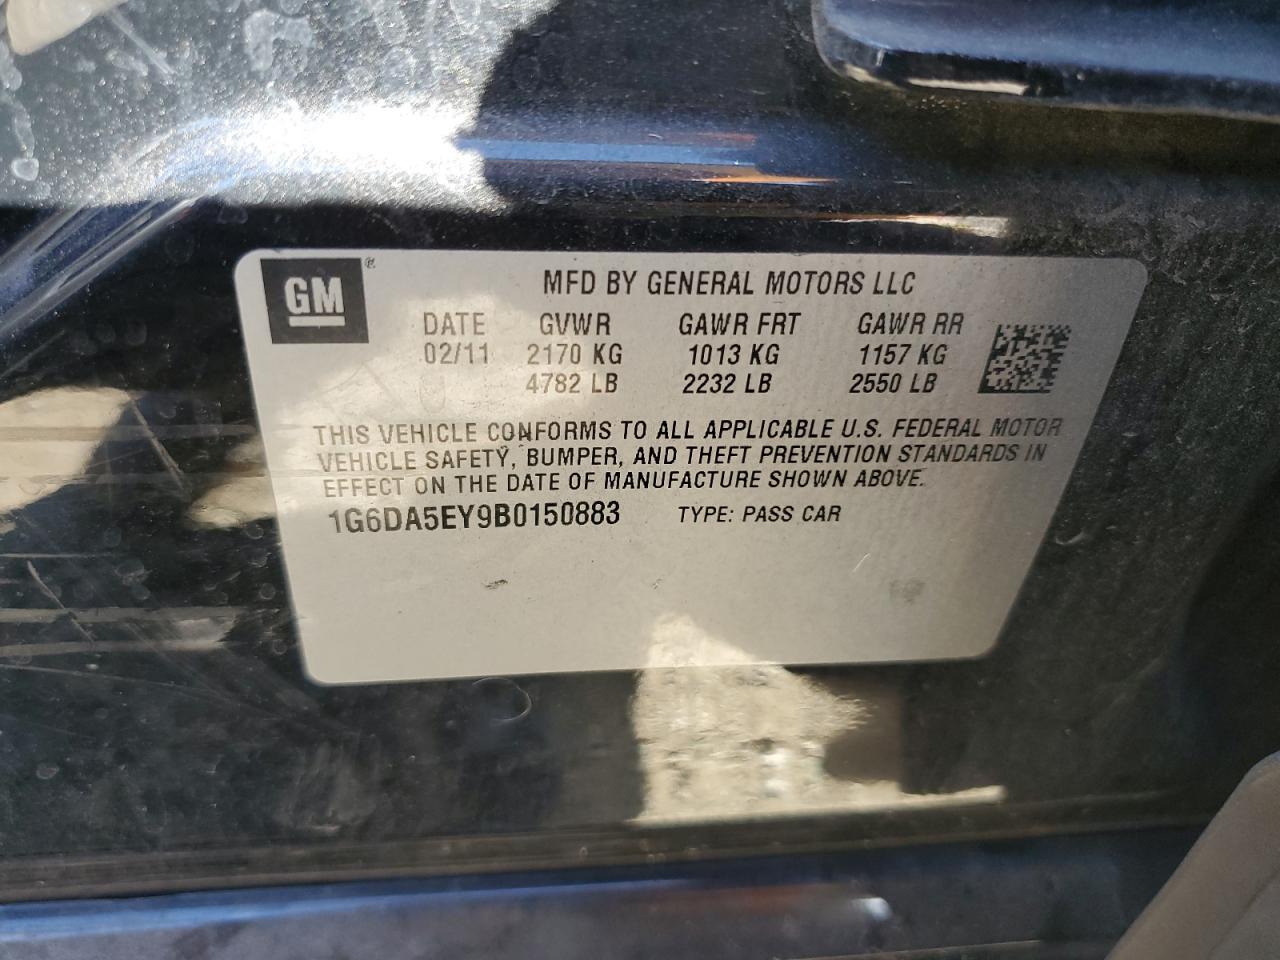 GM ®
MFD BY GENERAL MOTORS LLC
DATE GVWR GAWR FRT GAWR RR
02/11 2170 KG 1013 KG 1157 KG
4782 LB 2232 LB 2550 LB
THIS VEHICLE CONFORMS TO ALL APPLICABLE U.S. FEDERAL MOTOR
VEHICLE SAFETY, BUMPER, AND THEFT PREVENTION STANDARDS IN
EFFECT ON THE DATE OF MANUFACTURE SHOWN ABOVE.
1G6DA5EY9B0150883 TYPE: PASS CAR